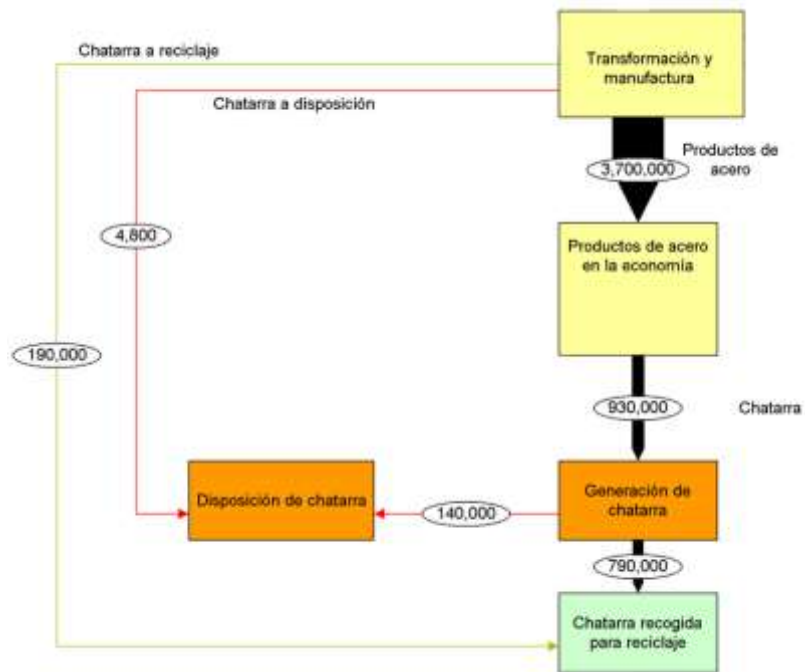 Transformación y
manufactura
Chatarra a reciclaje
Chatarra a disposición
Productos de
acero
3,700,000
4,800
Productos de acero
en la economía
190,000
930,000
Chatarra
Disposición de chatarra
140,000
Generación de
chatarra
790,000
Chatarra recogida
para reciclaje